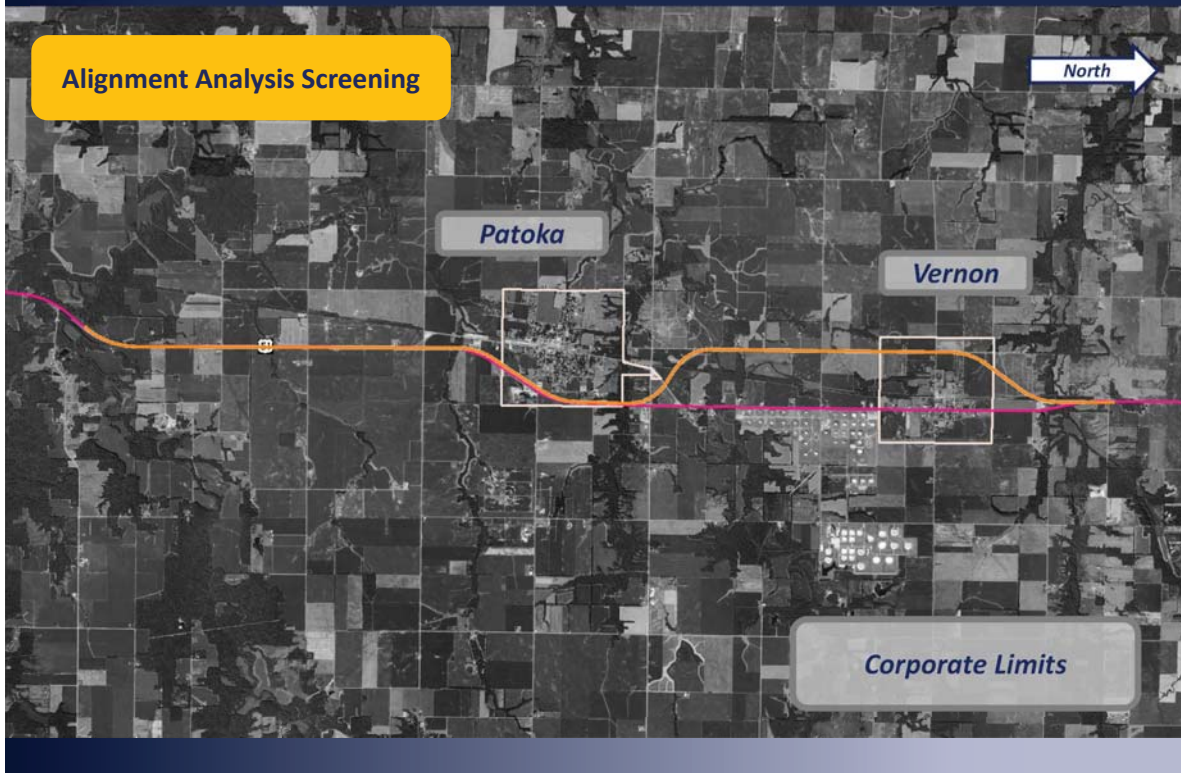 Alignment Analysis Screening
North
Patoka
Vernon
Corporate Limits